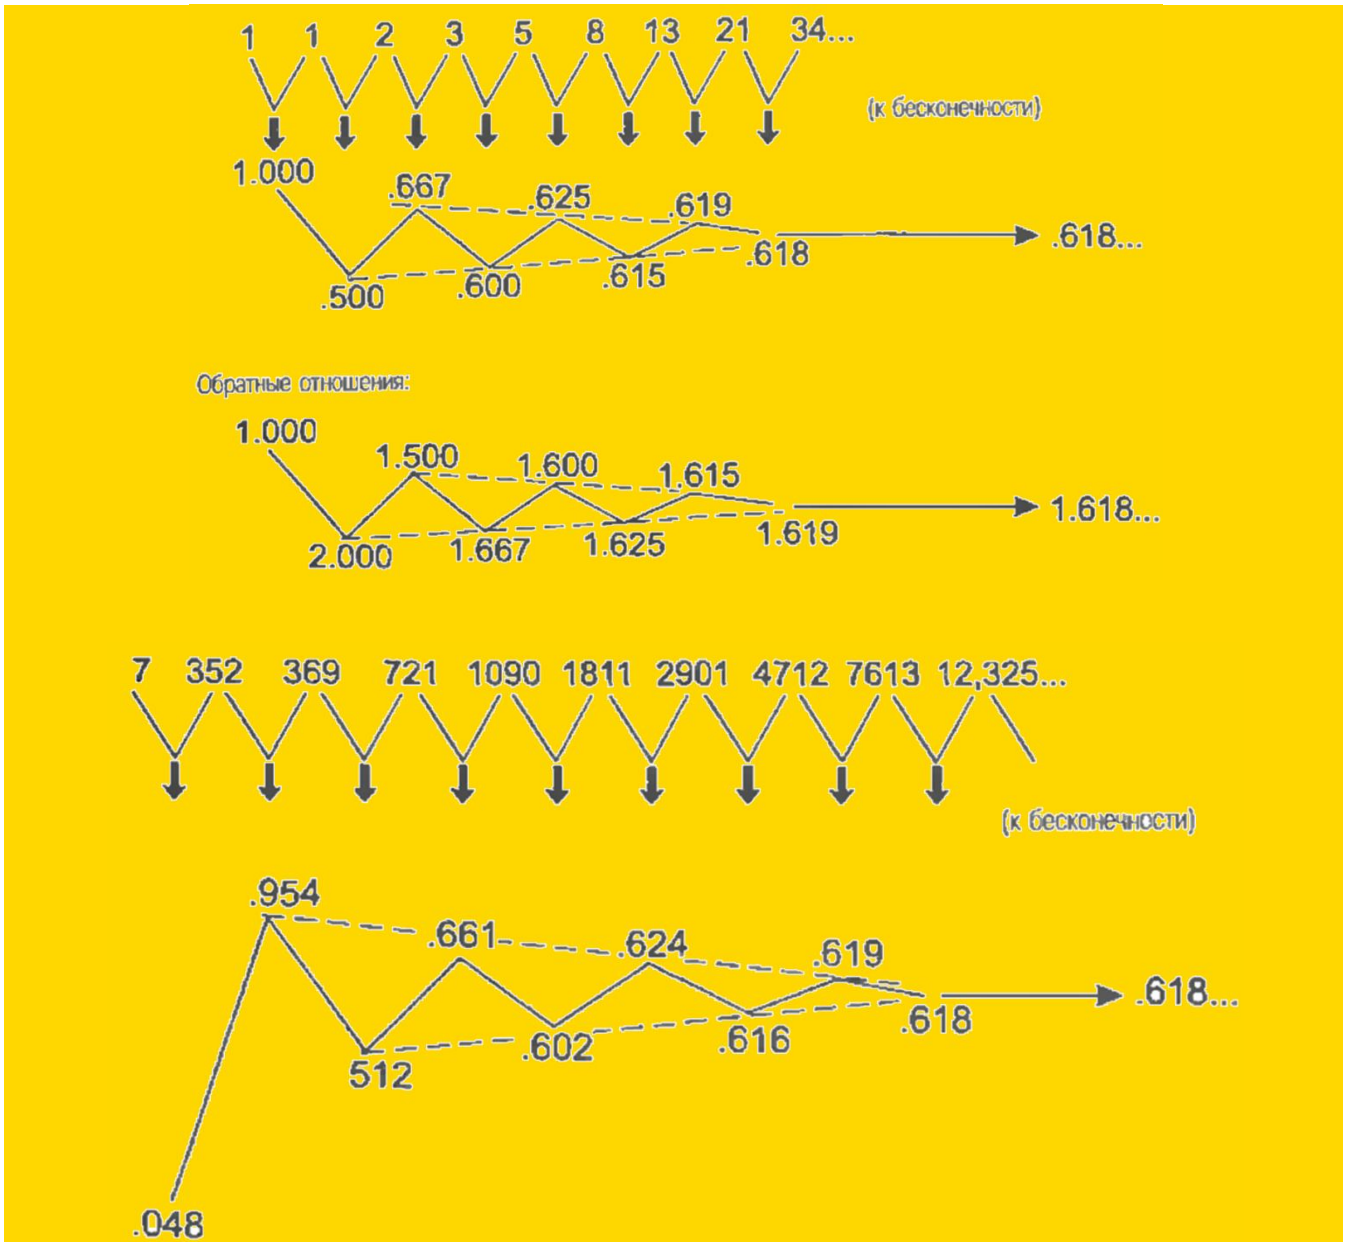 1 1 2 3 5 8 13 21 34...
(к бесконечности)
1.000
.667 .625 .619
.618...
.500 .600 .615 .618
Обратные отношения:
1.000
1.500 1.600 1.615
1.618...
2.000 1.667 1.625 1.619
7 352 369 721 1090 1811 2901 4712 7613 12,325...
(к бесконечности)
.954
.661 .624 .619
.618...
512 .602 .616 .618
.048